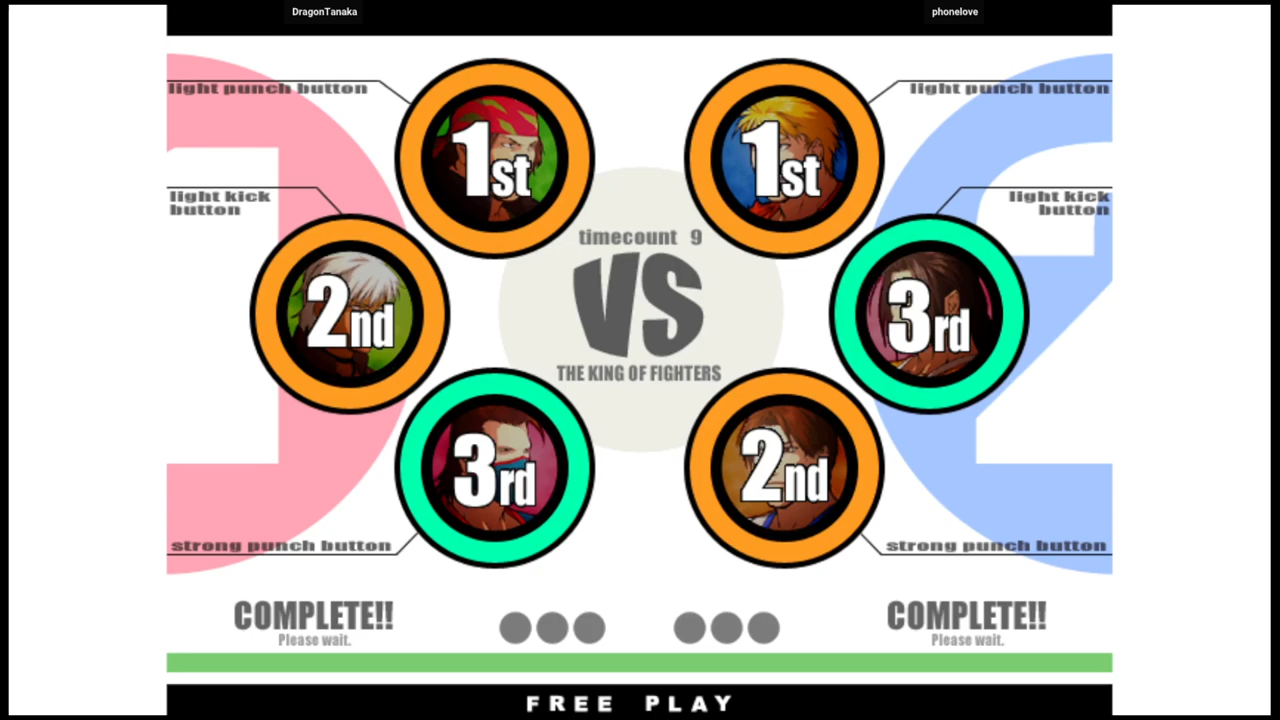 DragonTanaka
phonelove
light punch button
light punch button
1st
1st
light kick
button
light kick
button
timecount 9
VS
THE KING OF FIGHTERS
2nd
3rd
3rd
2nd
strong punch button
strong punch button
COMPLETE!!
Please wait.
COMPLETE!!
Please wait.
FREE PLAY